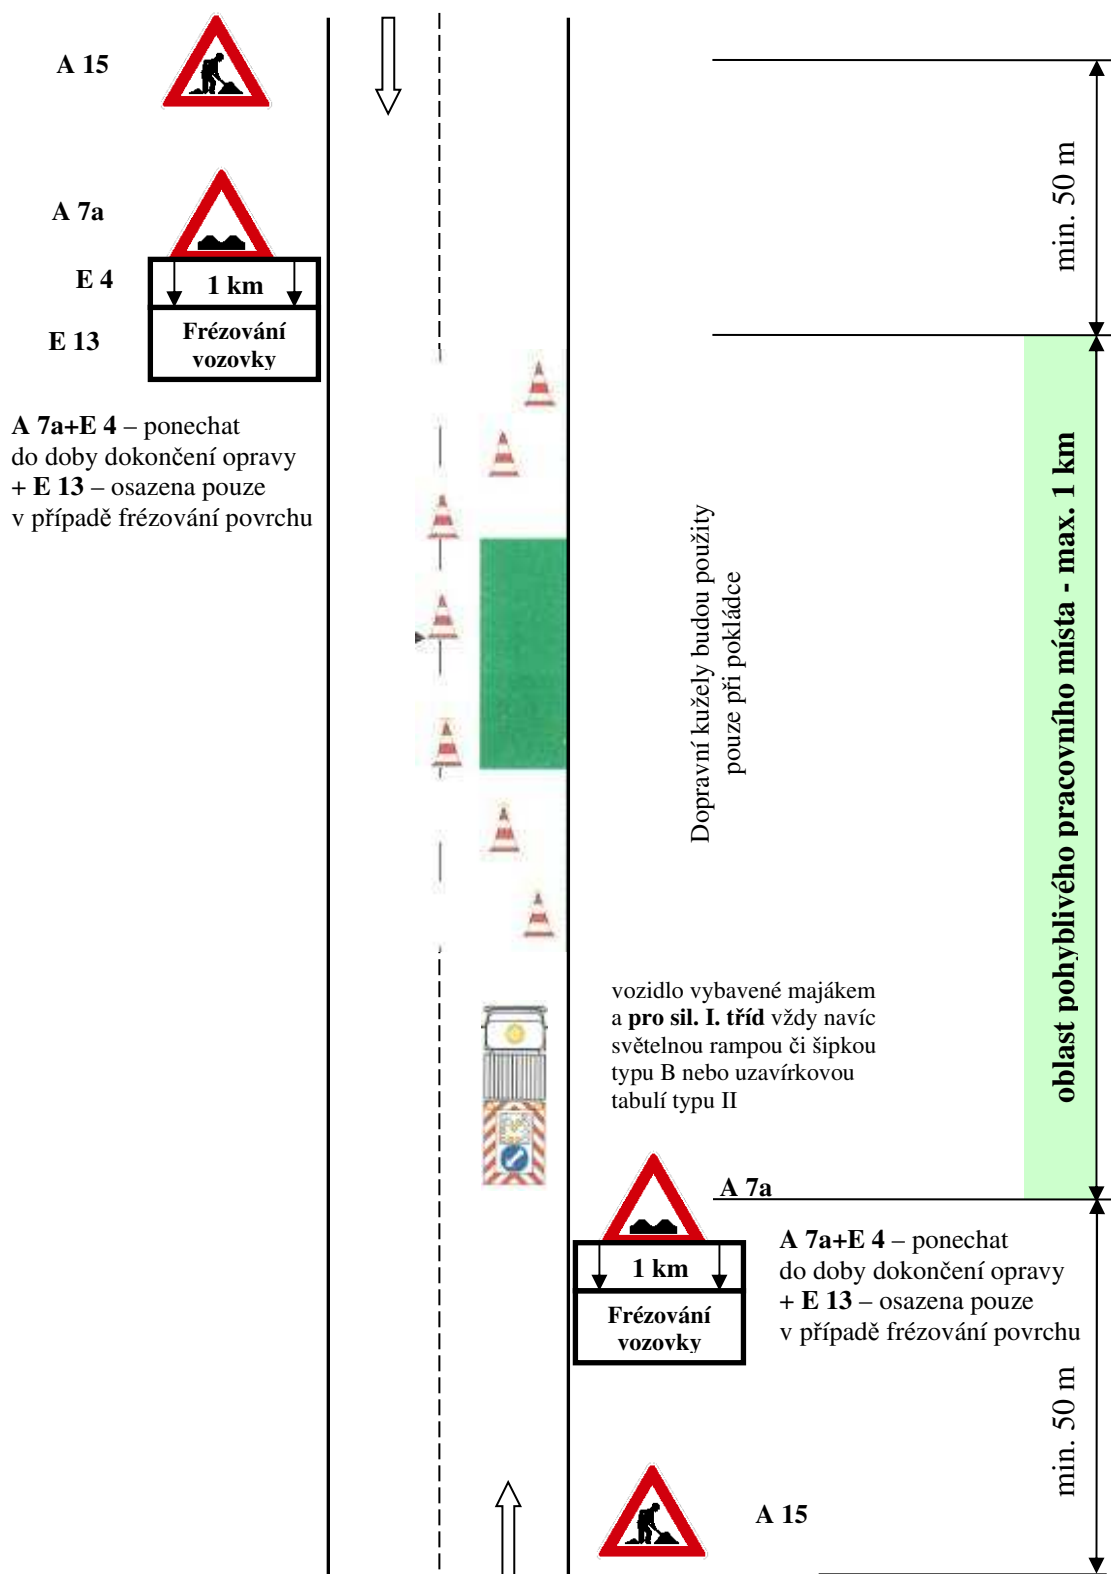 A 15
A 7a
E 4
1 km
E 13
Frézování
vozovky
A 7a+E 4 – ponechat
do doby dokončení opravy
+ E 13 – osazena pouze
v případě frézování povrchu
min. 50 m
Dopravní kužely budou použity
pouze při pokládce
oblast pohyblivého pracovního místa - max. 1 km
vozidlo vybavené majákem
a pro sil. I. tříd vždy navíc
světelnou rampou či šipkou
typu B nebo uzavírkovou
tabulí typu II
A 7a
1 km
Frézování
vozovky
A 7a+E 4 – ponechat
do doby dokončení opravy
+ E 13 – osazena pouze
v případě frézování povrchu
min. 50 m
A 15